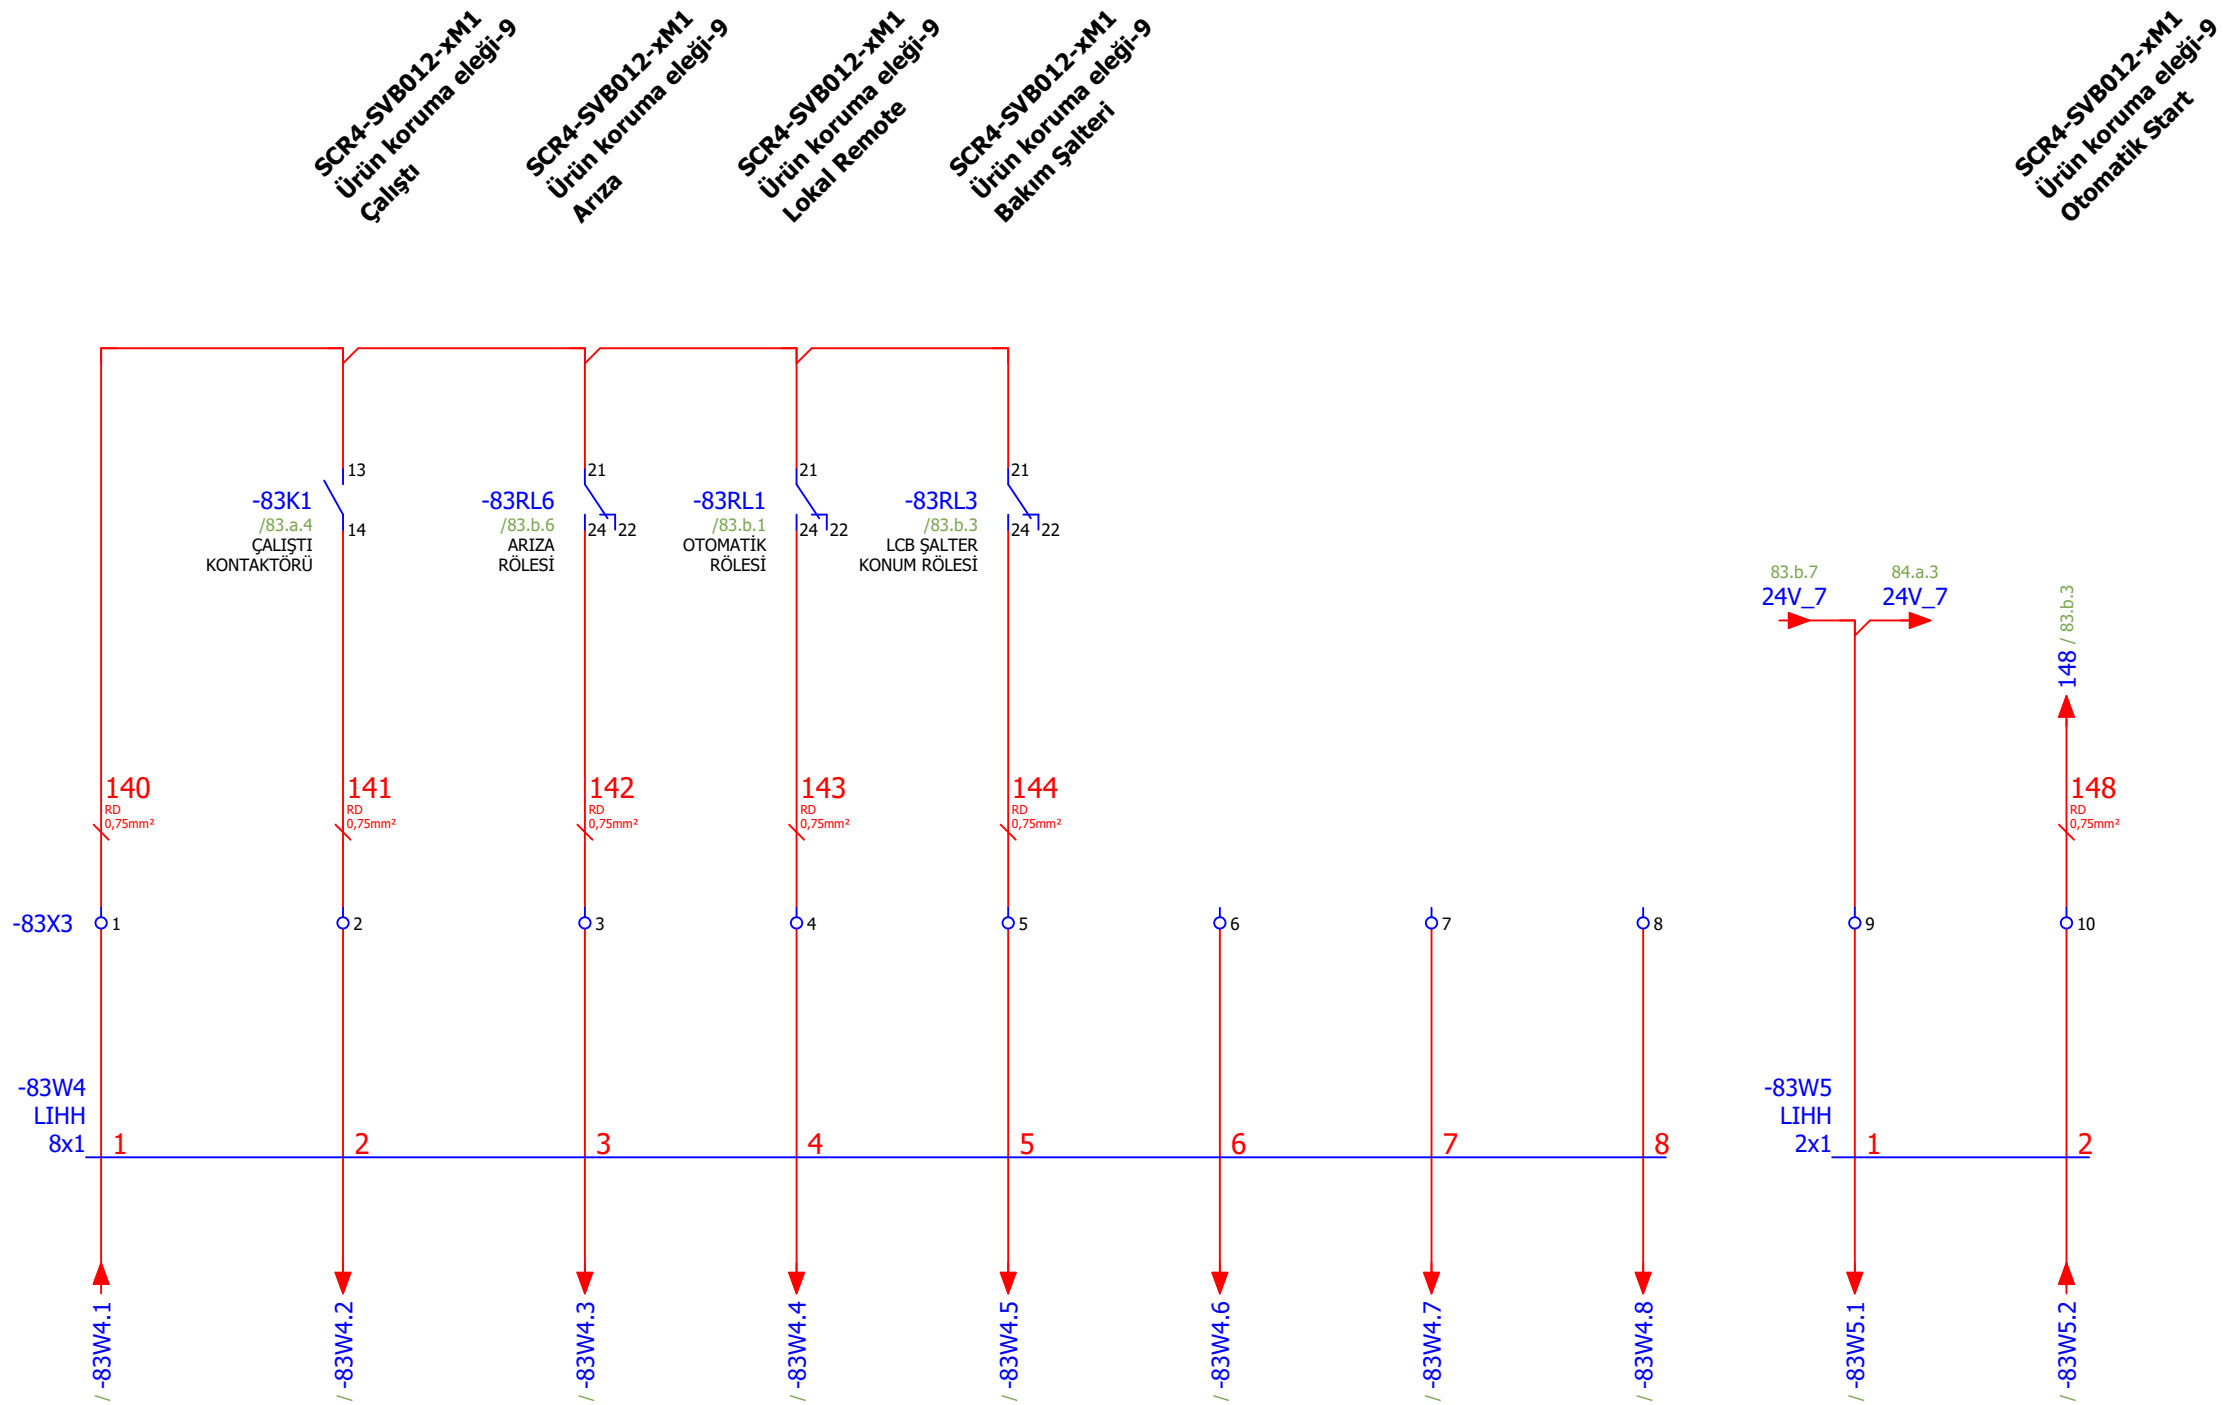 SCR4-SVB012-xM1
Ürün koruma eleği-9
Çalıştı
SCR4-SVB012-xM1
Ürün koruma eleği-9
Arıza
SCR4-SVB012-xM1
Ürün koruma eleği-9
Lokal Remote
SCR4-SVB012-xM1
Ürün koruma eleği-9
Bakım Şalteri
SCR4-SVB012-xM1
Ürün koruma eleği-9
Otomatik Start
13
-83K1
/83.a.4
14
ÇALIŞTI
KONTAKTÖRÜ
21
-83RL6
/83.b.6
24 22
ARIZA
RÖLESİ
21
-83RL1
/83.b.1
24 22
OTOMATİK
RÖLESİ
21
-83RL3
/83.b.3
24 22
LCB ŞALTER
KONUM RÖLESİ
83.b.7
24V_7
84.a.3
24V_7
148 / 83.b.3
140
RD
0,75mm²
141
RD
0,75mm²
142
RD
0,75mm²
143
RD
0,75mm²
144
RD
0,75mm²
148
RD
0,75mm²
-83X3 1 2 3 4 5 6 7 8 9 10
-83W4
LIHH
8x1 1 2 3 4 5 6 7 8
-83W5
LIHH
2x1 1 2
/ -83W4.1
/ -83W4.2
/ -83W4.3
/ -83W4.4
/ -83W4.5
/ -83W4.6
/ -83W4.7
/ -83W4.8
/ -83W5.1
/ -83W5.2